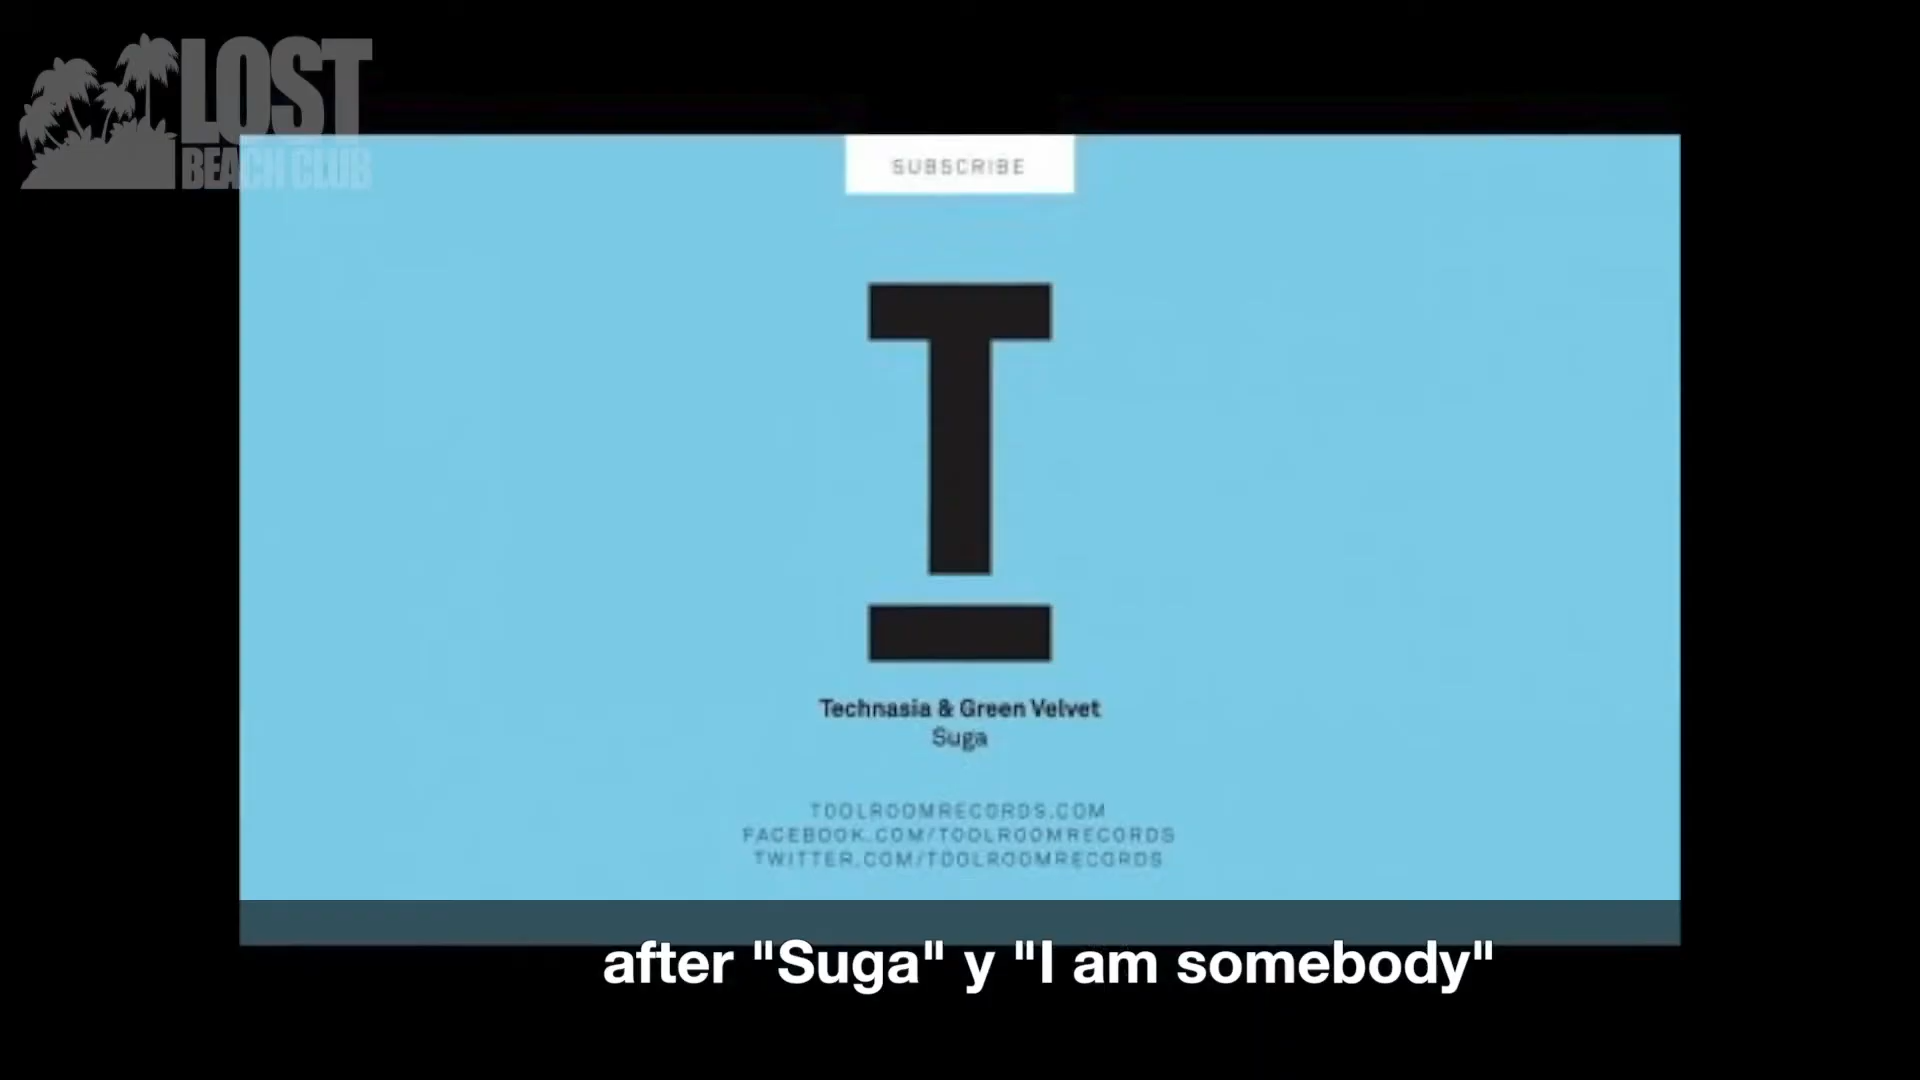 LOST
BEACH CLUB
SUBSCRIBE
T
Technasia & Green Velvet
Suga
TOOLROOMRECORDS.COM
FACEBOOK.COM/TOOLROOMRECORDS
TWITTER.COM/TOOLROOMRECORDS
after "Suga" y "I am somebody"